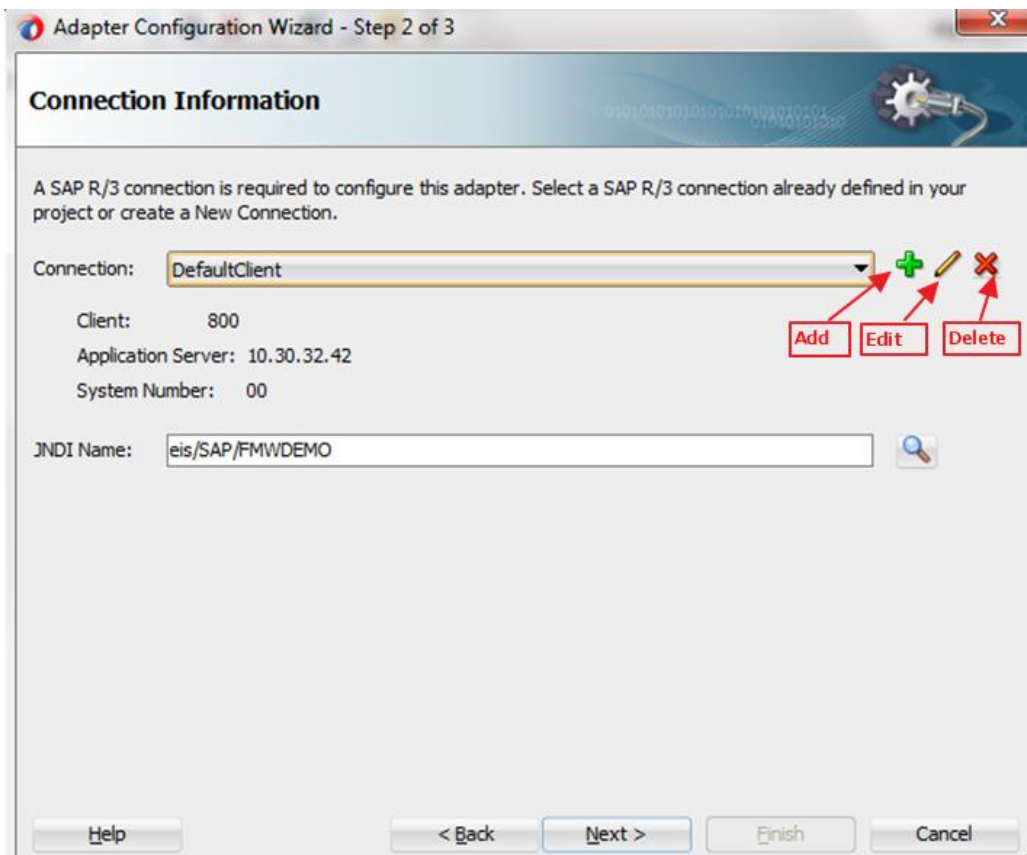 Adapter Configuration Wizard - Step 2 of 3
Connection Information
A SAP R/3 connection is required to configure this adapter. Select a SAP R/3 connection already defined in your
project or create a New Connection.
Connection: DefaultClient
Client: 800
Add Edit Delete
Application Server: 10.30.32.42
System Number: 00
JNDI Name: eis/SAP/FMWDEMO
Help < Back Next > Finish Cancel